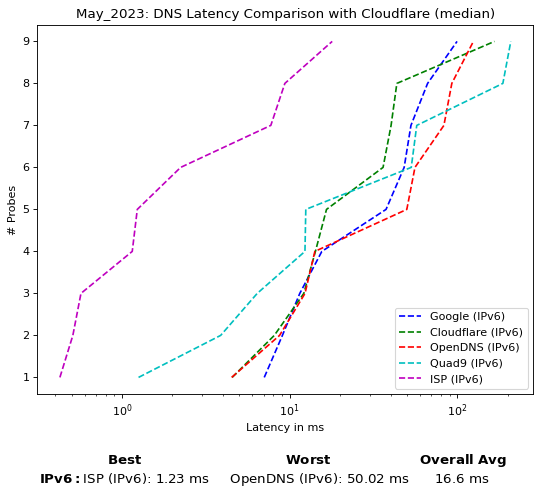 May_2023: DNS Latency Comparison with Cloudflare (median)
# Probes
9
8
7
6
5
4
3
2
1
Google (IPv6)
Cloudflare (IPv6)
OpenDNS (IPv6)
Quad9 (IPv6)
ISP (IPv6)
10⁰ 10¹ 10²
Latency in ms
Best Worst Overall Avg
IPv6: ISP (IPv6): 1.23 ms OpenDNS (IPv6): 50.02 ms 16.6 ms